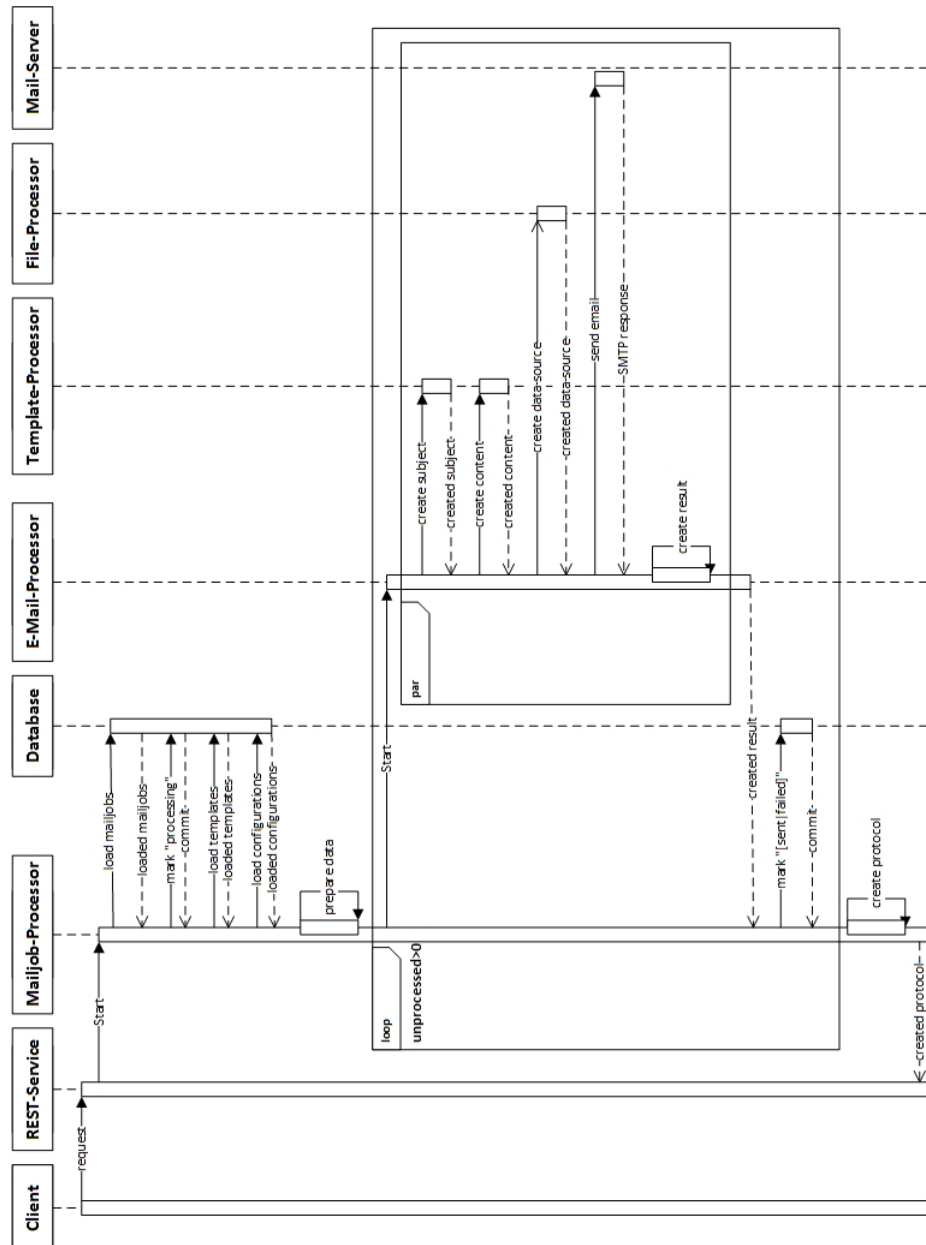 Client
REST-Service
Mailjob-Processor
Database
E-Mail-Processor
Template-Processor
File-Processor
Mail-Server
request
Start
load mailjobs
loaded mailjobs
mark "processing"
commit
load templates
loaded templates
load configurations
loaded configurations
prepare data
loop
unprocessed>0
Start
par
create subject
created subject
create content
created content
create data-source
created data-source
send email
SMTP response
create result
created result
mark "[sent|failed]"
commit
create protocol
created protocol